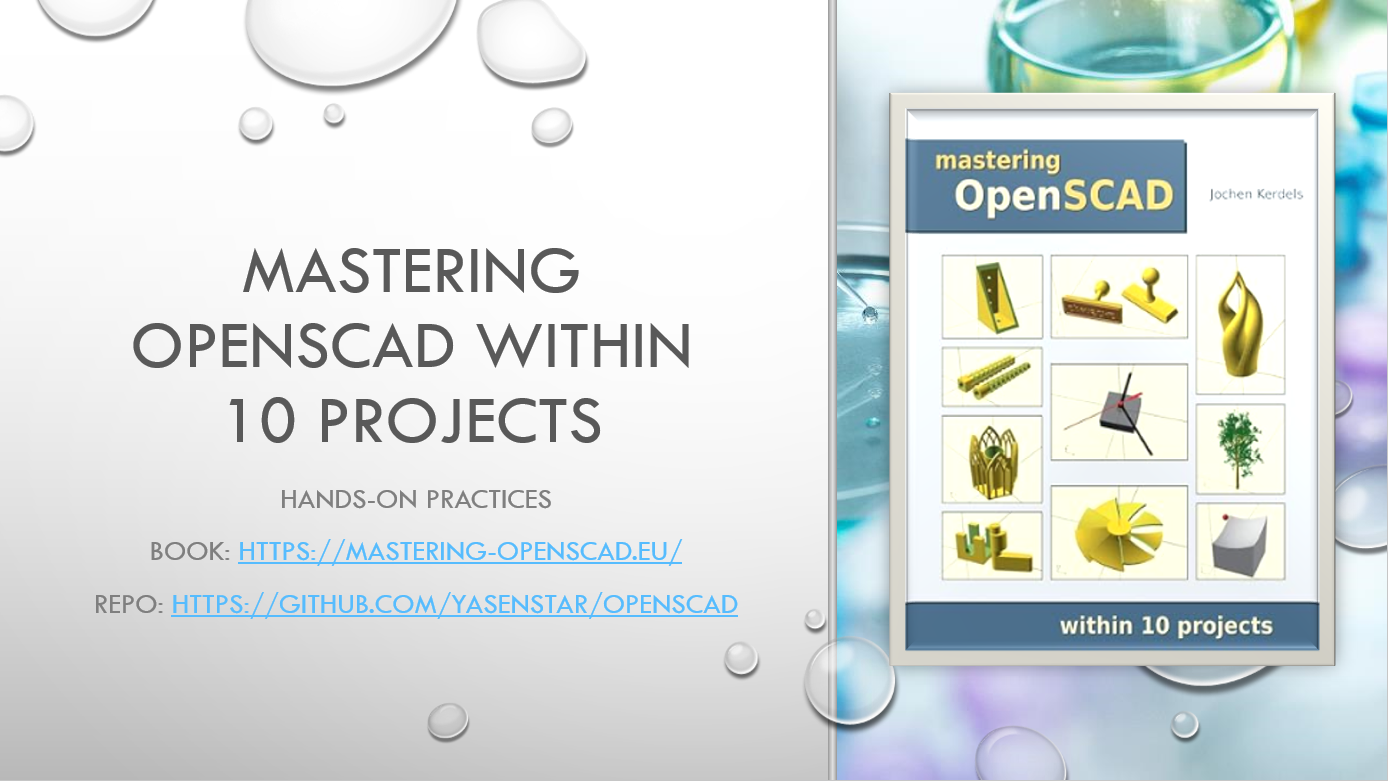 MASTERING
OPENSCAD WITHIN
10 PROJECTS
HANDS-ON PRACTICES
BOOK: HTTPS://MASTERING-OPENSCAD.EU/
REPO: HTTPS://GITHUB.COM/YASENSTAR/OPENSCAD
mastering
OpenSCAD
Jochen Kerdels
within 10 projects